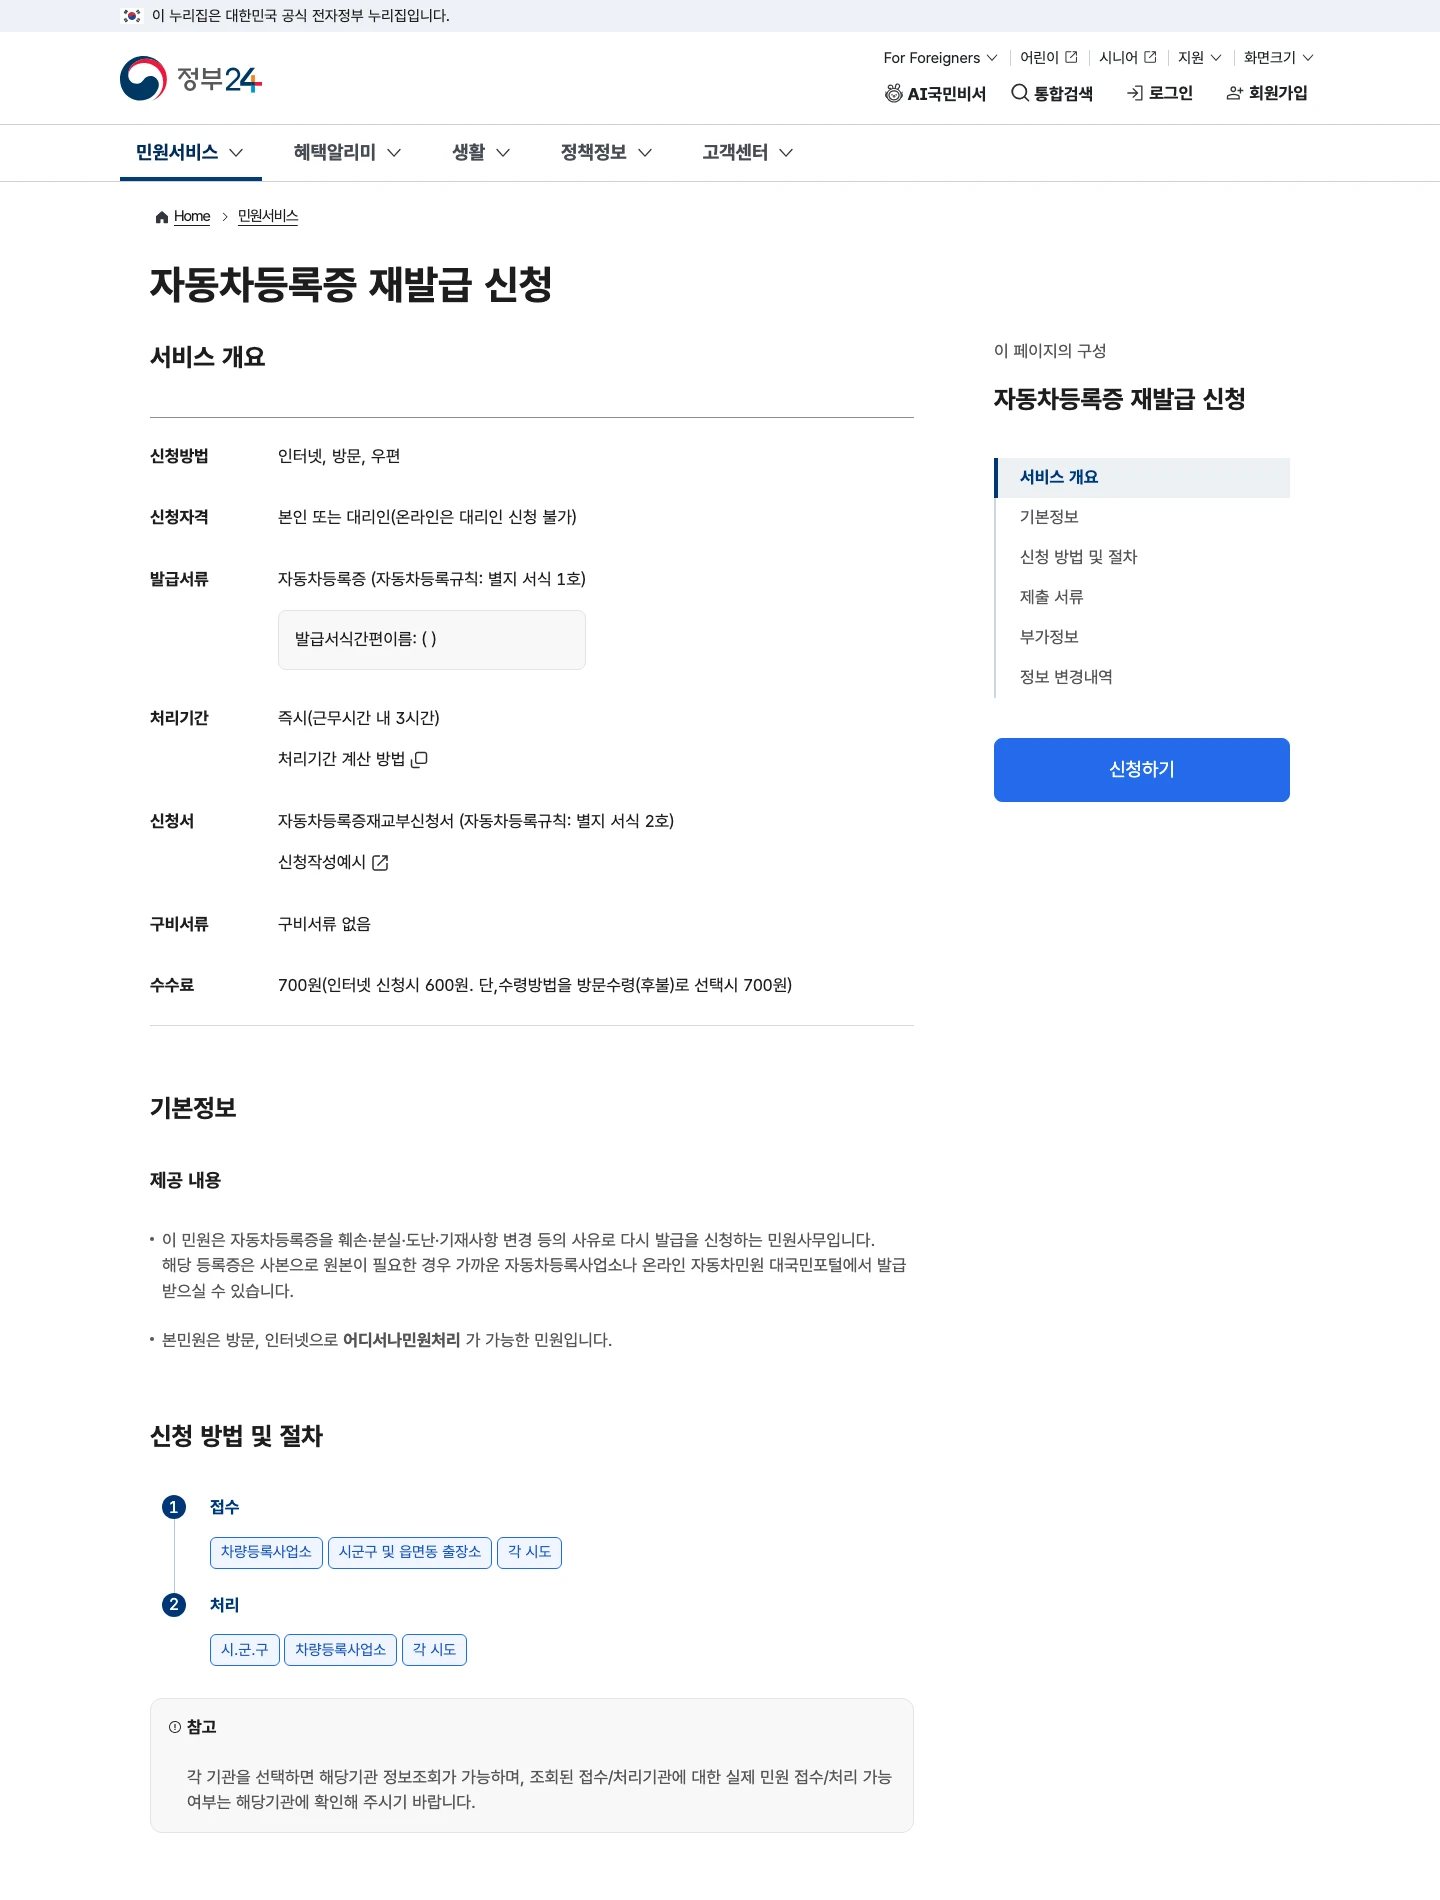 이 누리집은 대한민국 공식 전자정부 누리집입니다.
정부24
For Foreigners
어린이
시니어
지원
화면크기
AI국민비서
통합검색
로그인
회원가입
민원서비스
혜택알리미
생활
정책정보
고객센터
Home
민원서비스
자동차등록증 재발급 신청
서비스 개요
신청방법
인터넷, 방문, 우편
신청자격
본인 또는 대리인(온라인은 대리인 신청 불가)
발급서류
자동차등록증 (자동차등록규칙: 별지 서식 1호)
발급서식간편이름: ( )
처리기간
즉시(근무시간 내 3시간)
처리기간 계산 방법
신청서
자동차등록증재교부신청서 (자동차등록규칙: 별지 서식 2호)
신청작성예시
구비서류
구비서류 없음
수수료
700원(인터넷 신청시 600원. 단,수령방법을 방문수령(후불)로 선택시 700원)
이 페이지의 구성
자동차등록증 재발급 신청
서비스 개요
기본정보
신청 방법 및 절차
제출 서류
부가정보
정보 변경내역
신청하기
기본정보
제공 내용
• 이 민원은 자동차등록증을 훼손·분실·도난·기재사항 변경 등의 사유로 다시 발급을 신청하는 민원사무입니다.
해당 등록증은 사본으로 원본이 필요한 경우 가까운 자동차등록사업소나 온라인 자동차민원 대국민포털에서 발급
받으실 수 있습니다.
• 본민원은 방문, 인터넷으로 어디서나민원처리 가 가능한 민원입니다.
신청 방법 및 절차
1 접수
차량등록사업소
시군구 및 읍면동 출장소
각 시도
2 처리
시.군.구
차량등록사업소
각 시도
참고
각 기관을 선택하면 해당기관 정보조회가 가능하며, 조회된 접수/처리기관에 대한 실제 민원 접수/처리 가능
여부는 해당기관에 확인해 주시기 바랍니다.